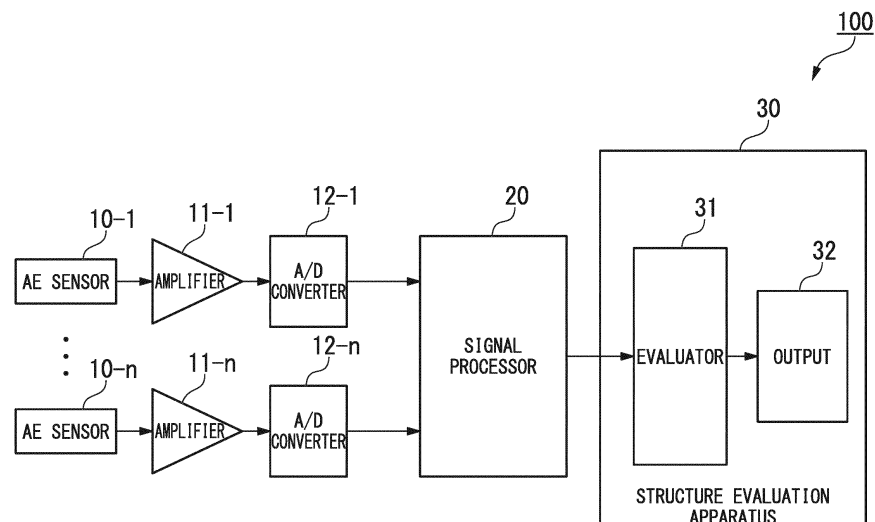 100
30
10-1
11-1
12-1
20
31
32
AE SENSOR
AMPLIFIER
A/D
CONVERTER
SIGNAL
PROCESSOR
EVALUATOR
OUTPUT
10-n
11-n
12-n
AE SENSOR
AMPLIFIER
A/D
CONVERTER
STRUCTURE EVALUATION
APPARATUS